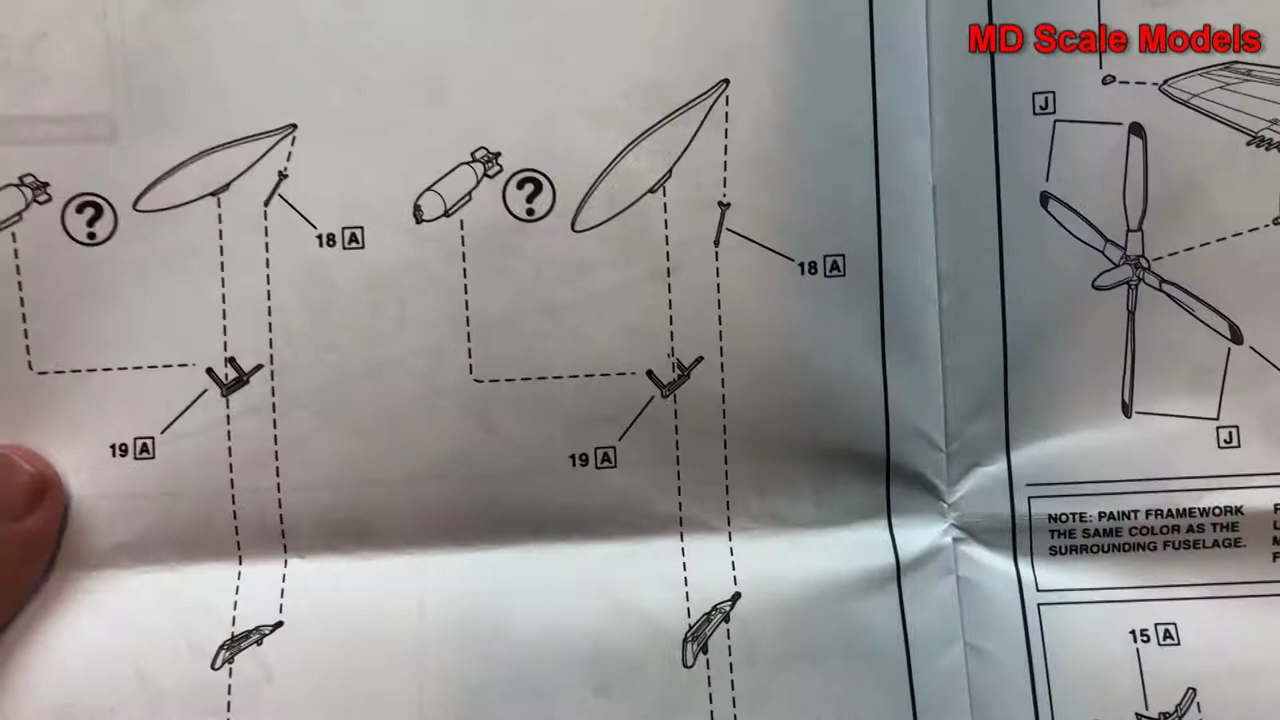 MD Scale Models
J
?
?
18 A
18 A
19 A
19 A
J
NOTE: PAINT FRAMEWORK
THE SAME COLOR AS THE
SURROUNDING FUSELAGE.
15 A